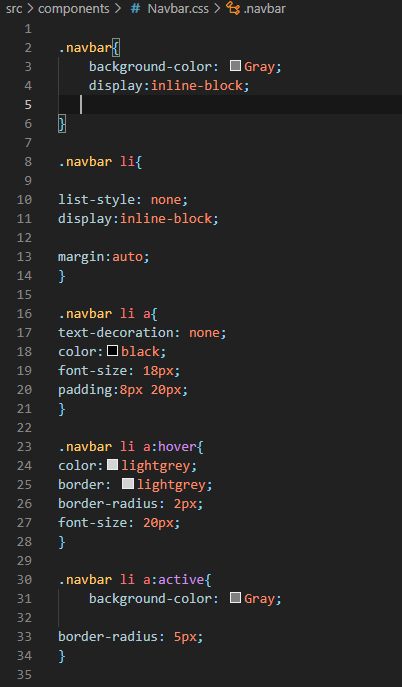 src > components > # Navbar.css > .navbar
1
2 .navbar{
3 background-color: Gray;
4 display:inline-block;
5
6 }
7
8 .navbar li{
9
10 list-style: none;
11 display:inline-block;
12
13 margin:auto;
14 }
15
16 .navbar li a{
17 text-decoration: none;
18 color:black;
19 font-size: 18px;
20 padding:8px 20px;
21 }
22
23 .navbar li a:hover{
24 color:lightgrey;
25 border: lightgrey;
26 border-radius: 2px;
27 font-size: 20px;
28 }
29
30 .navbar li a:active{
31 background-color: Gray;
32
33 border-radius: 5px;
34 }
35